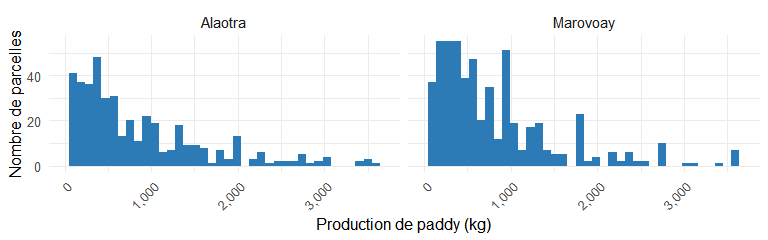 Alaotra
Marovoay
Nombre de parcelles
40
20
0
0
1,000
2,000
3,000
0
1,000
2,000
3,000
Production de paddy (kg)